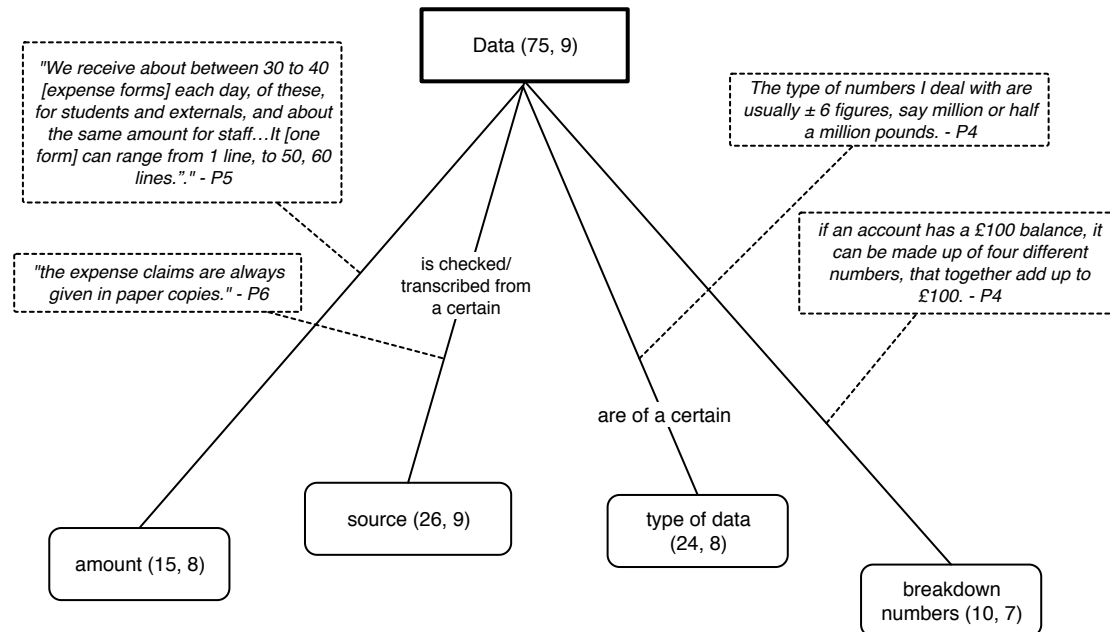 Data (75, 9)
"We receive about between 30 to 40
[expense forms] each day, of these,
for students and externals, and about
the same amount for staff…It [one
form] can range from 1 line, to 50, 60
lines.”." - P5
The type of numbers I deal with are
usually ± 6 figures, say million or half
a million pounds. - P4
if an account has a £100 balance, it
can be made up of four different
numbers, that together add up to
£100. - P4
"the expense claims are always
given in paper copies." - P6
is checked/
transcribed from
a certain
are of a certain
amount (15, 8)
source (26, 9)
type of data
(24, 8)
breakdown
numbers (10, 7)